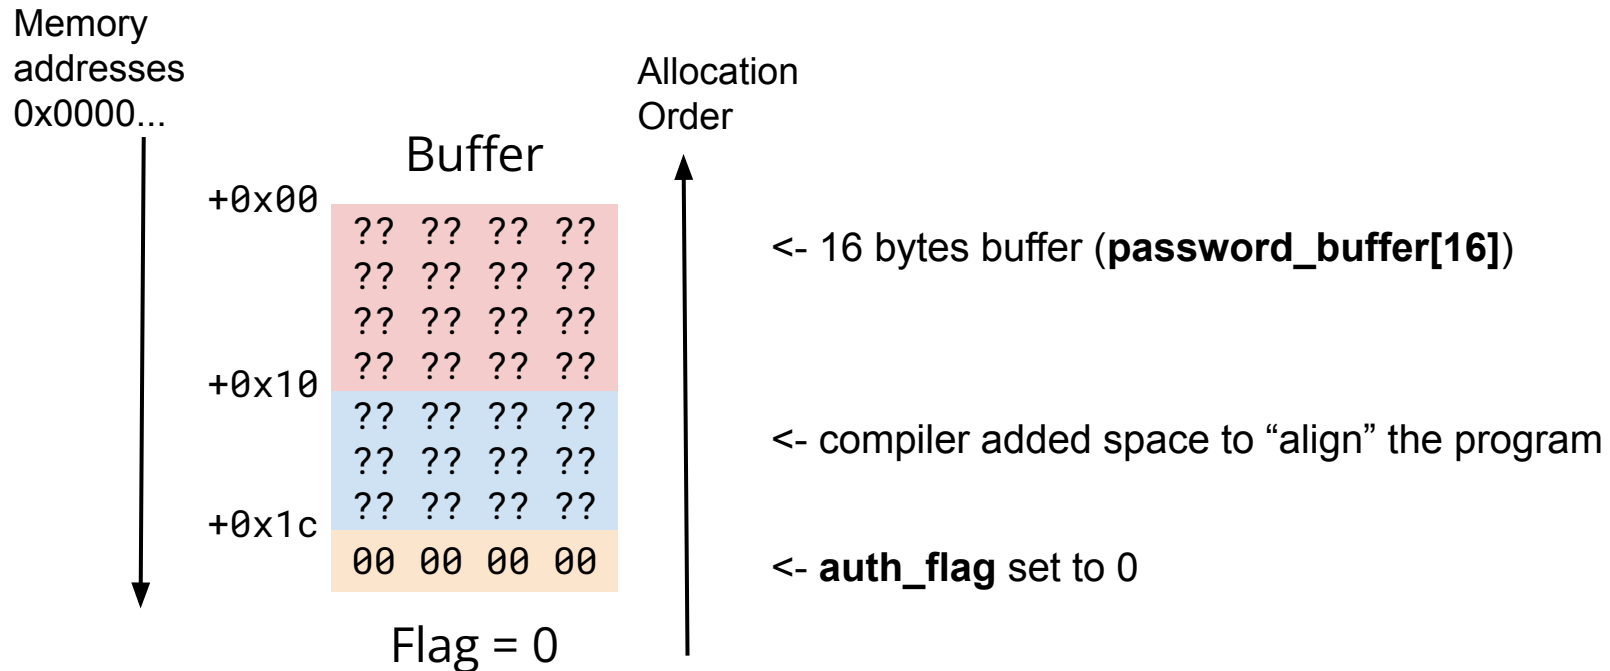 Memory
addresses
0x0000...
Allocation
Order
Buffer
+0x00
?? ?? ?? ??
<- 16 bytes buffer (password_buffer[16])
?? ?? ?? ??
?? ?? ?? ??
?? ?? ?? ??
+0x10
?? ?? ?? ??
<- compiler added space to “align” the program
?? ?? ?? ??
?? ?? ?? ??
+0x1c
00 00 00 00
<- auth_flag set to 0
Flag = 0